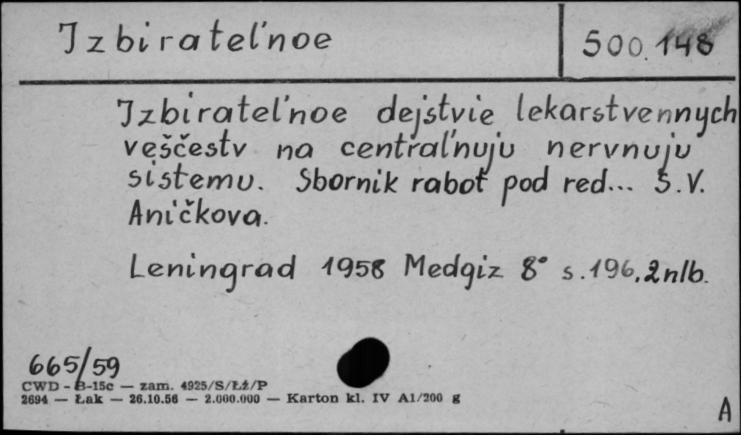 Izbiratel'noe
500.148
Izbiratel'noe dejstvie lekarstvennych
veščestv na central'nuju nervnuju
sistemu. Sbornik rabot pod red... S.V.
Aničkova.
Leningrad 1958 Medgiz 8° s.196, 2nlb.
665/59
CWD - B-15c — zam. 4925/S/Łż/P
2694 — Łak — 26.10.56 — 2.000.000 — Karton kl. IV A1/200 g
A